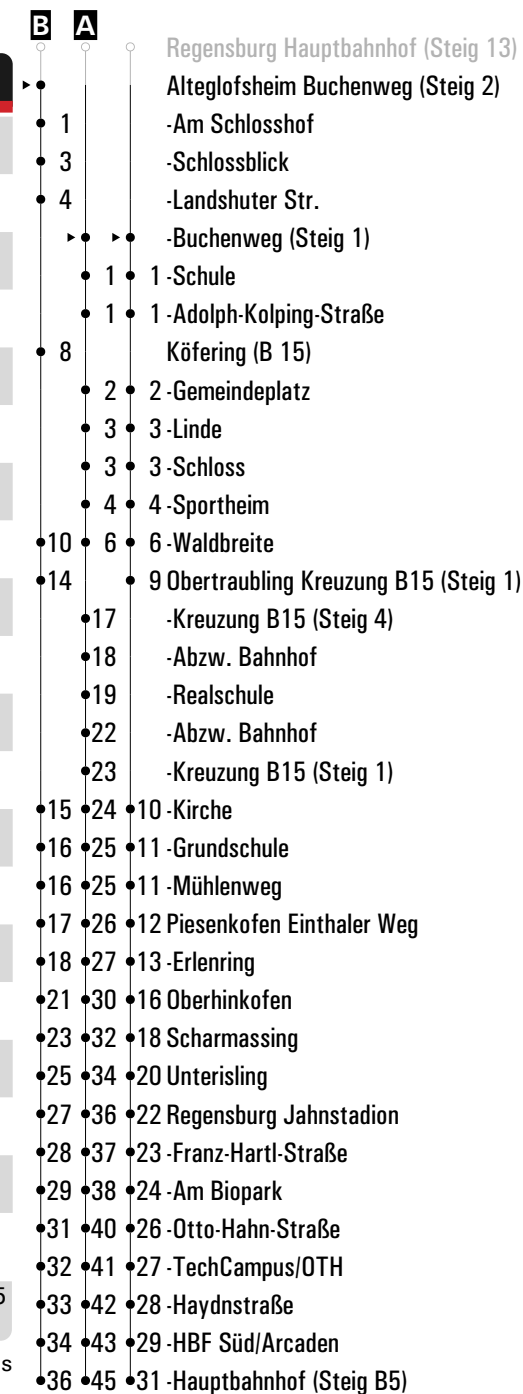 B A
Regensburg Hauptbahnhof (Steig 13)
Alteglofsheim Buchenweg (Steig 2)
1 -Am Schlosshof
3 -Schlossblick
4 -Landshuter Str.
-Buchenweg (Steig 1)
1 1 -Schule
1 1 -Adolph-Kolping-Straße
8 Köfering (B 15)
2 2 -Gemeindeplatz
3 3 -Linde
3 3 -Schloss
4 4 -Sportheim
10 6 6 -Waldbreite
14 9 Obertraubling Kreuzung B15 (Steig 1)
17 -Kreuzung B15 (Steig 4)
18 -Abzw. Bahnhof
19 -Realschule
22 -Abzw. Bahnhof
23 -Kreuzung B15 (Steig 1)
15 24 10 -Kirche
16 25 11 -Grundschule
16 25 11 -Mühlenweg
17 26 12 Piesenkofen Einthaler Weg
18 27 13 -Erlenring
21 30 16 Oberhinkofen
23 32 18 Scharmassing
25 34 20 Unterisling
27 36 22 Regensburg Jahnstadion
28 37 23 -Franz-Hartl-Straße
29 38 24 -Am Biopark
31 40 26 -Otto-Hahn-Straße
32 41 27 -TechCampus/OTH
5
33 42 28 -Haydnstraße
34 43 29 -HBF Süd/Arcaden
s
36 45 31 -Hauptbahnhof (Steig B5)